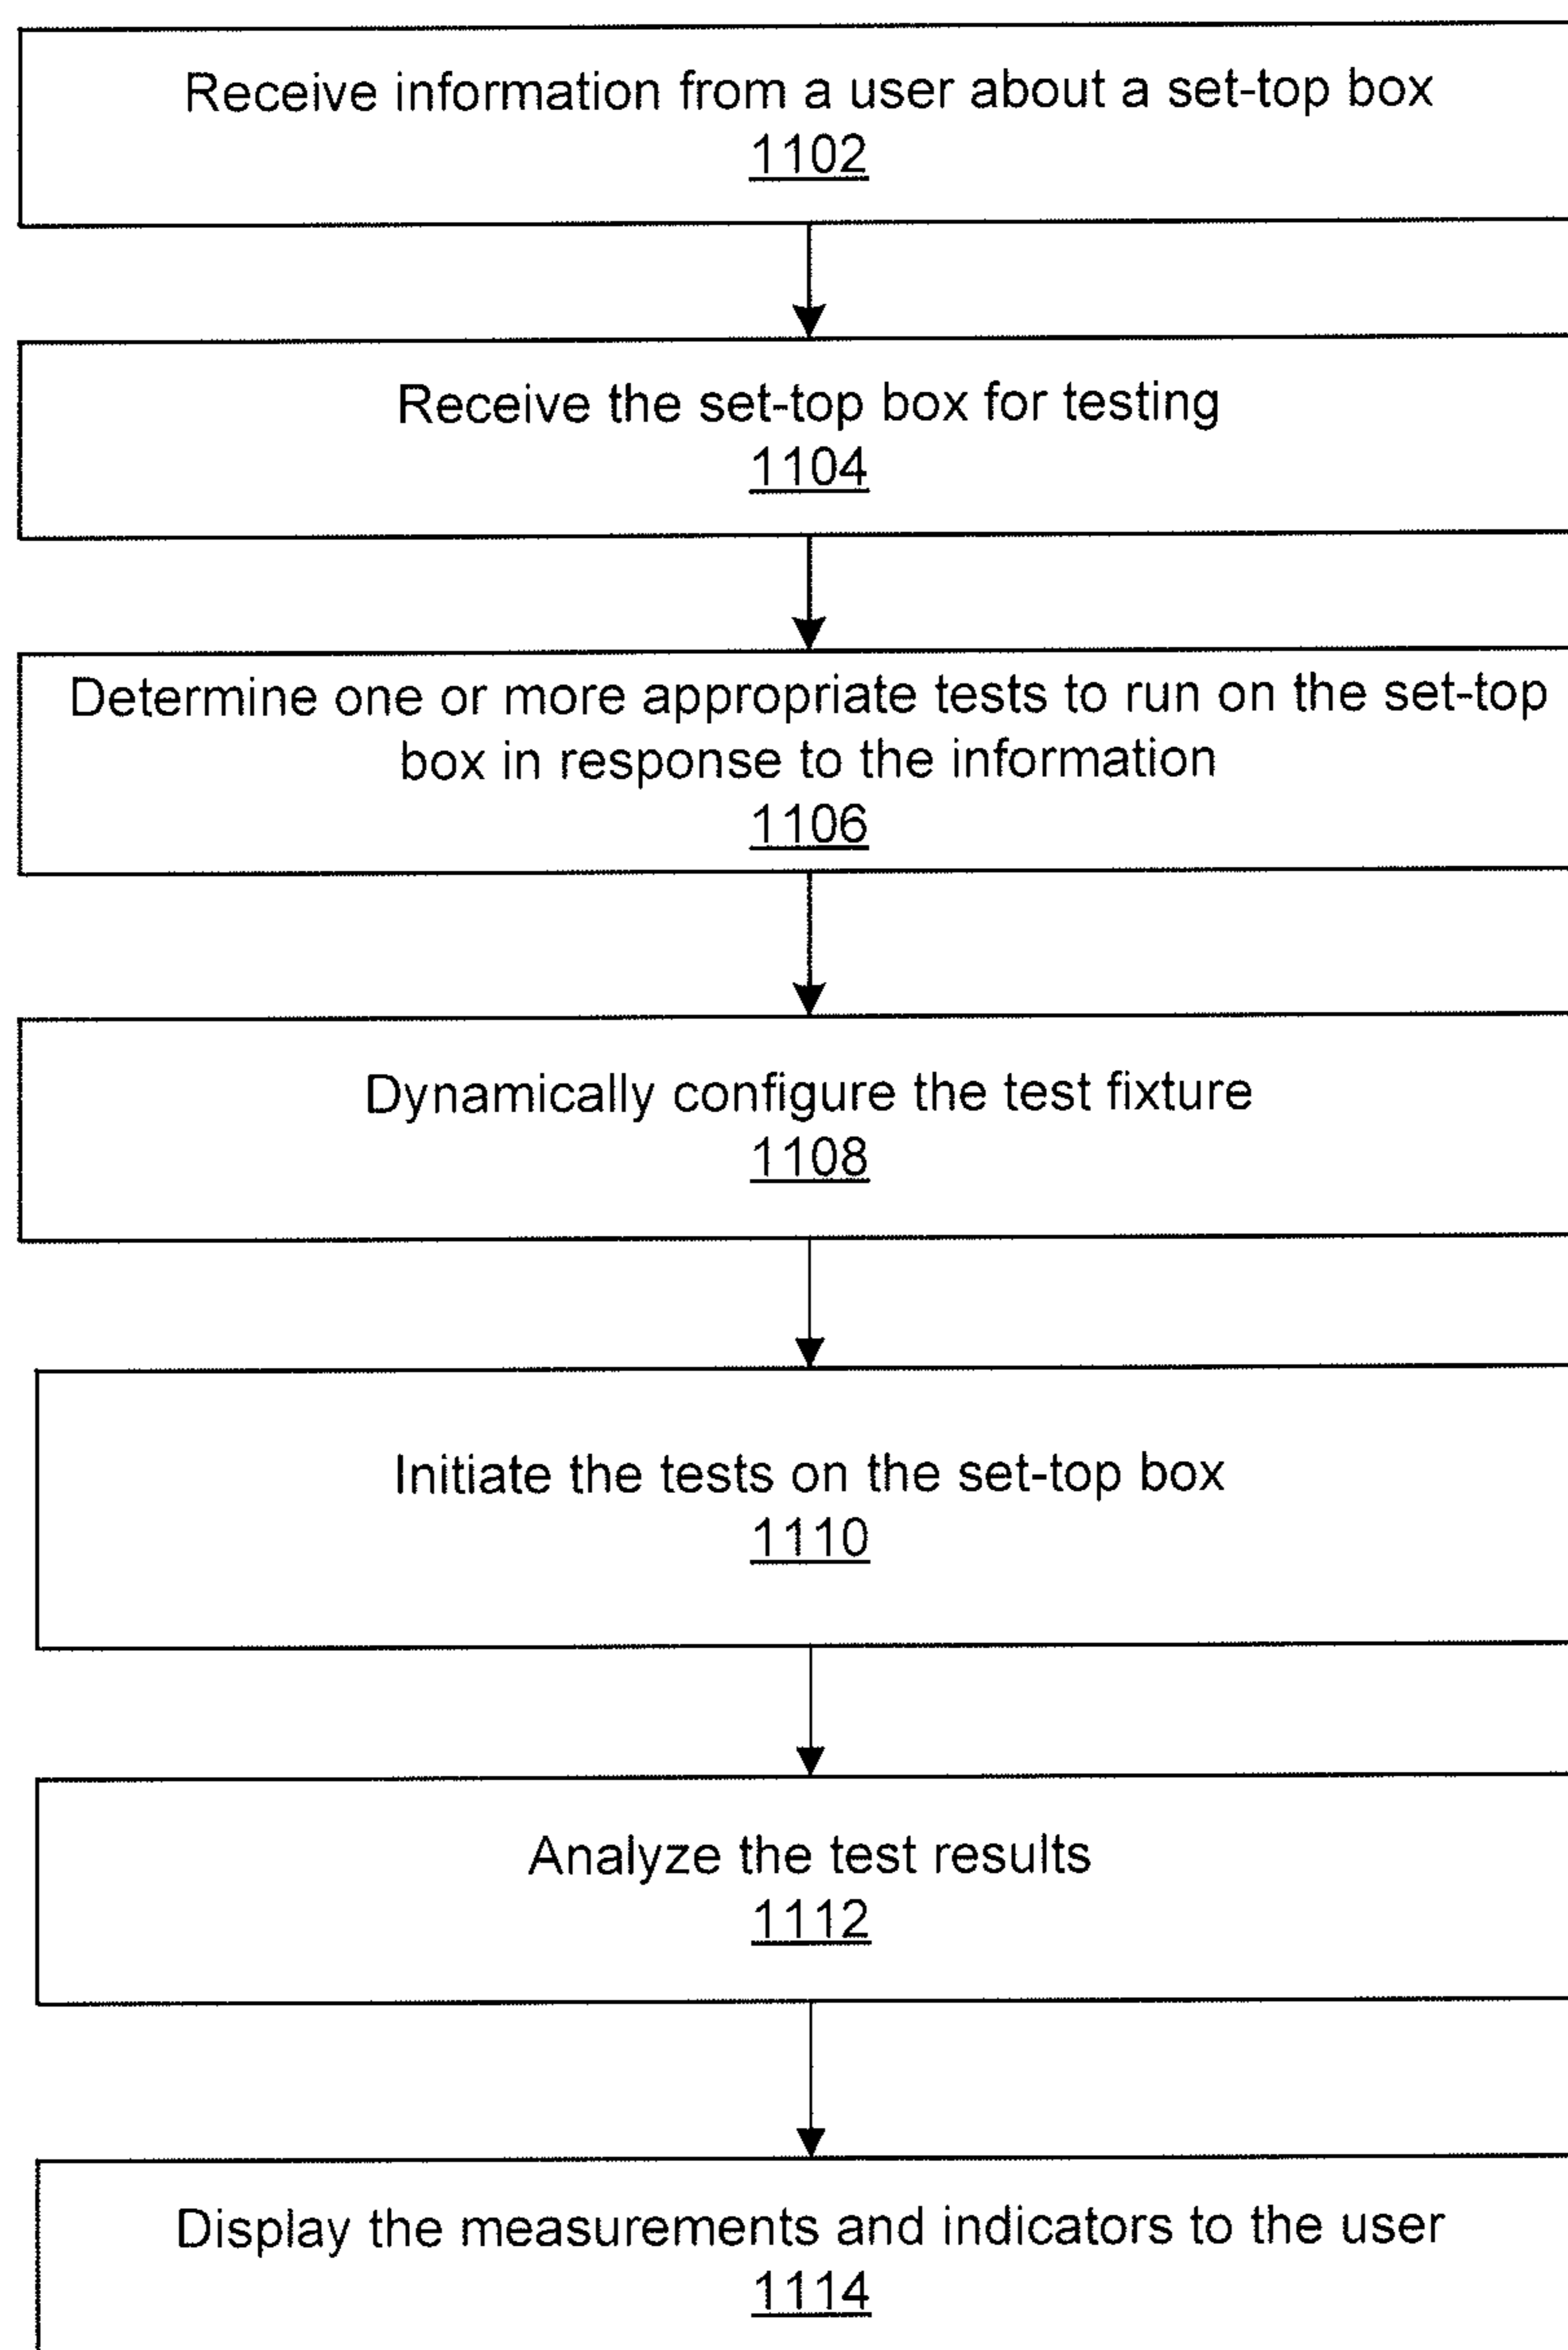 Receive information from a user about a set-top box
1102
Receive the set-top box for testing
1104
Determine one or more appropriate tests to run on the set-top
box in response to the information
1106
Dynamically configure the test fixture
1108
Initiate the tests on the set-top box
1110
Analyze the test results
1112
Display the measurements and indicators to the user
1114